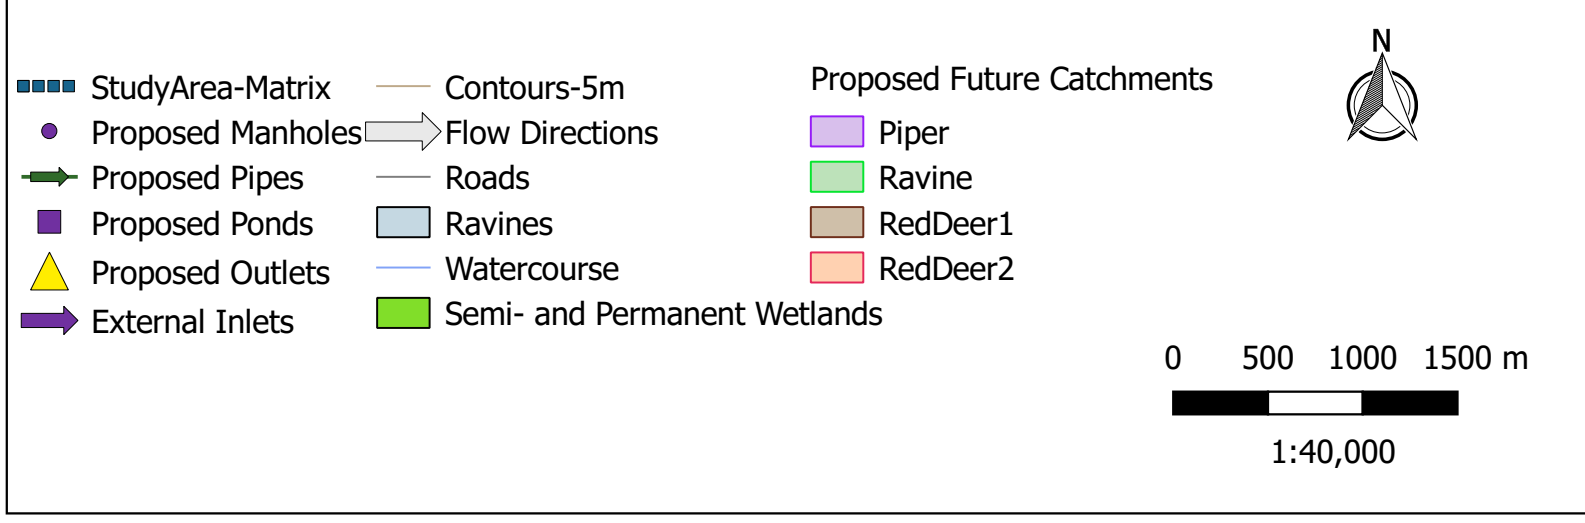 StudyArea-Matrix
Proposed Manholes
Proposed Pipes
Proposed Ponds
Proposed Outlets
External Inlets
Contours-5m
Flow Directions
Roads
Ravines
Watercourse
Semi- and Permanent Wetlands
Proposed Future Catchments
Piper
Ravine
RedDeer1
RedDeer2
N
0 500 1000 1500 m
1:40,000